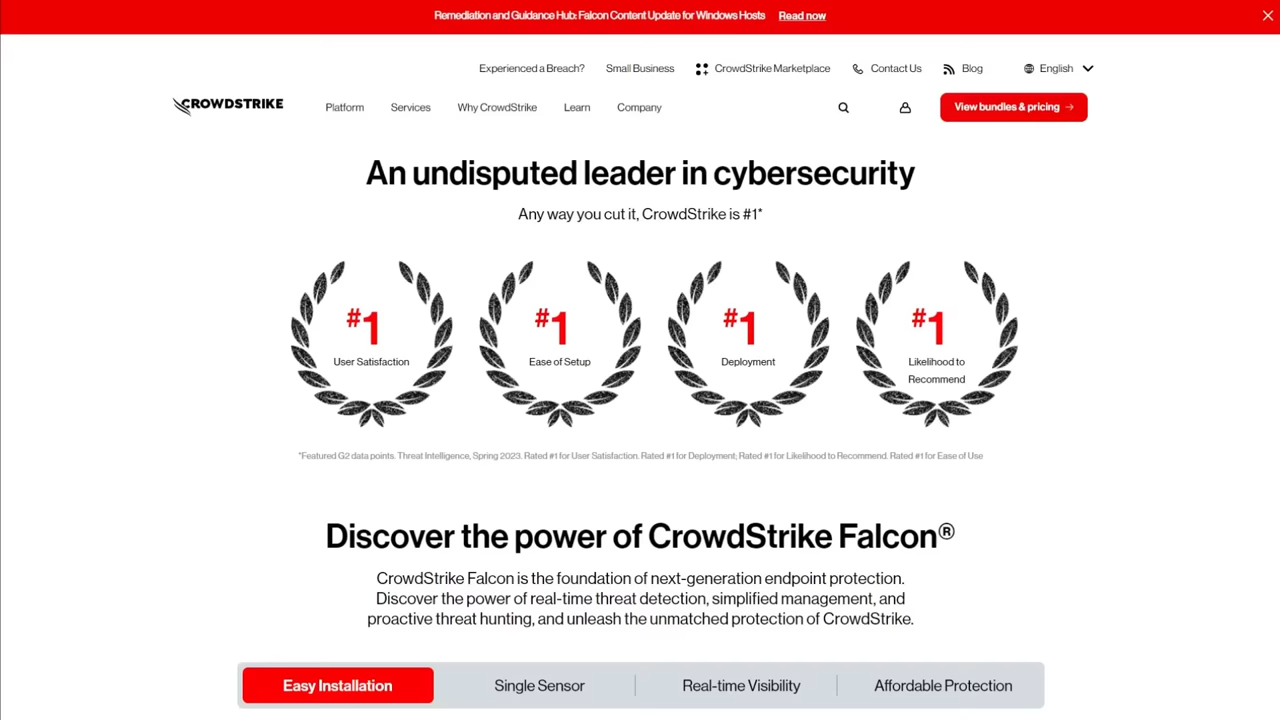 Remediation and Guidance Hub: Falcon Content Update for Windows Hosts Read now
Experienced a Breach? Small Business CrowdStrike Marketplace Contact Us Blog English
CROWDSTRIKE Platform Services Why CrowdStrike Learn Company View bundles & pricing →
An undisputed leader in cybersecurity
Any way you cut it, CrowdStrike is #1*
#1
User Satisfaction
#1
Ease of Setup
#1
Deployment
#1
Likelihood to
Recommend
*Featured G2 data points. Threat Intelligence, Spring 2023. Rated #1 for User Satisfaction. Rated #1 for Deployment; Rated #1 for Likelihood to Recommend. Rated #1 for Ease of Use
Discover the power of CrowdStrike Falcon®
CrowdStrike Falcon is the foundation of next-generation endpoint protection.
Discover the power of real-time threat detection, simplified management, and
proactive threat hunting, and unleash the unmatched protection of CrowdStrike.
Easy Installation Single Sensor Real-time Visibility Affordable Protection